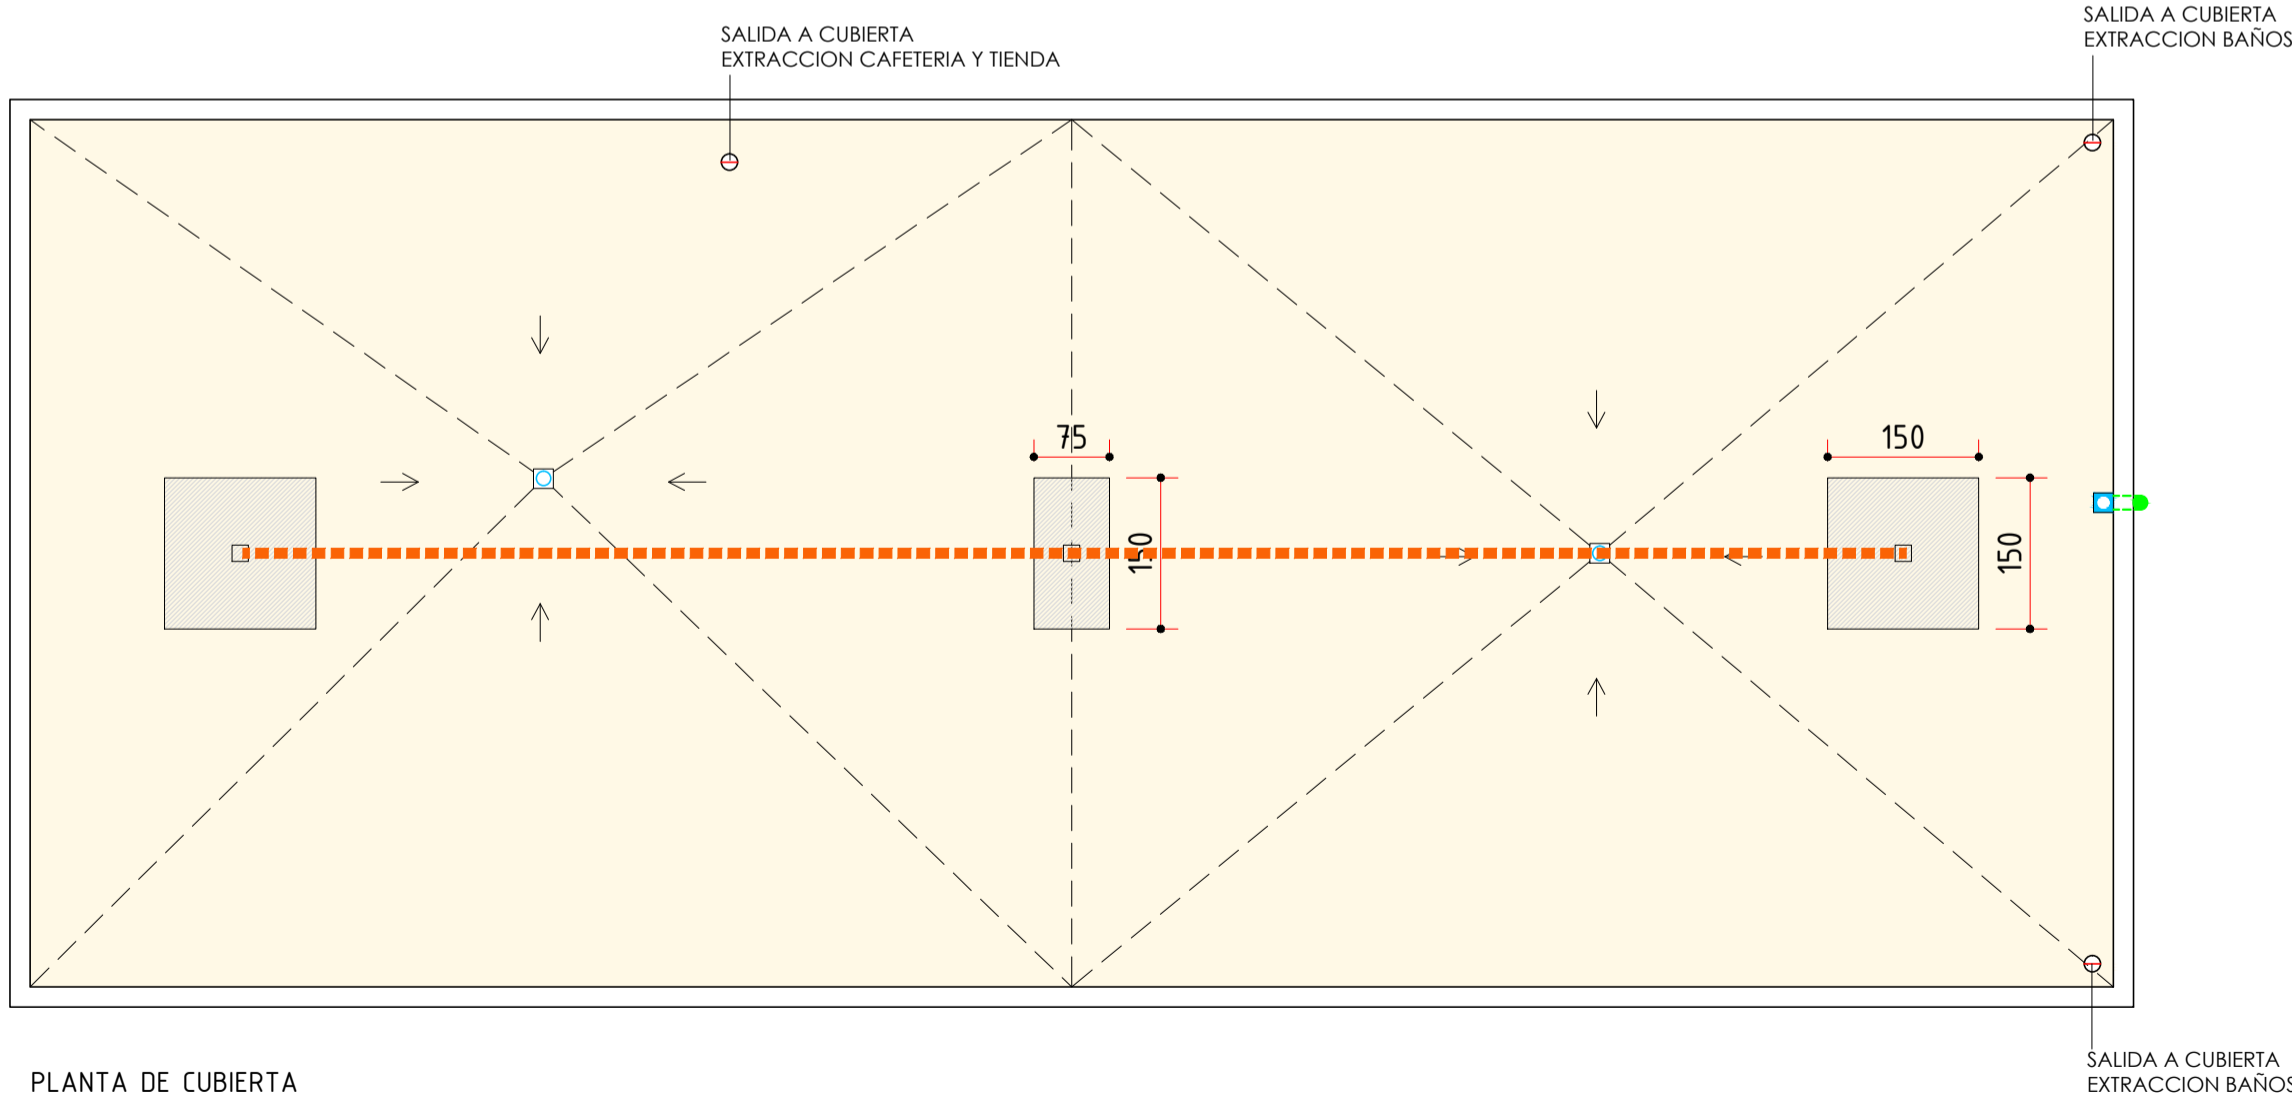 SALIDA A CUBIERTA
EXTRACCION BAÑOS
SALIDA A CUBIERTA
EXTRACCION CAFETERIA Y TIENDA
75
150
150
150
SALIDA A CUBIERTA
EXTRACCION BAÑOS
PLANTA DE CUBIERTA